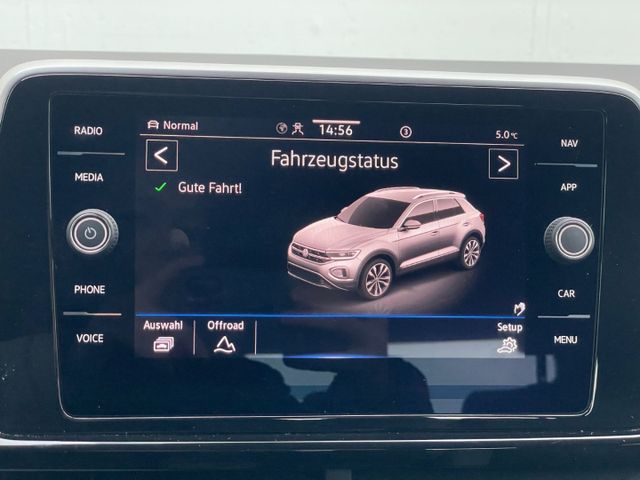 RADIO
MEDIA
PHONE
VOICE
Normal
14:56
3
5.0°C
Fahrzeugstatus
< >
Gute Fahrt!
Auswahl
Offroad
Setup
NAV
APP
CAR
MENU